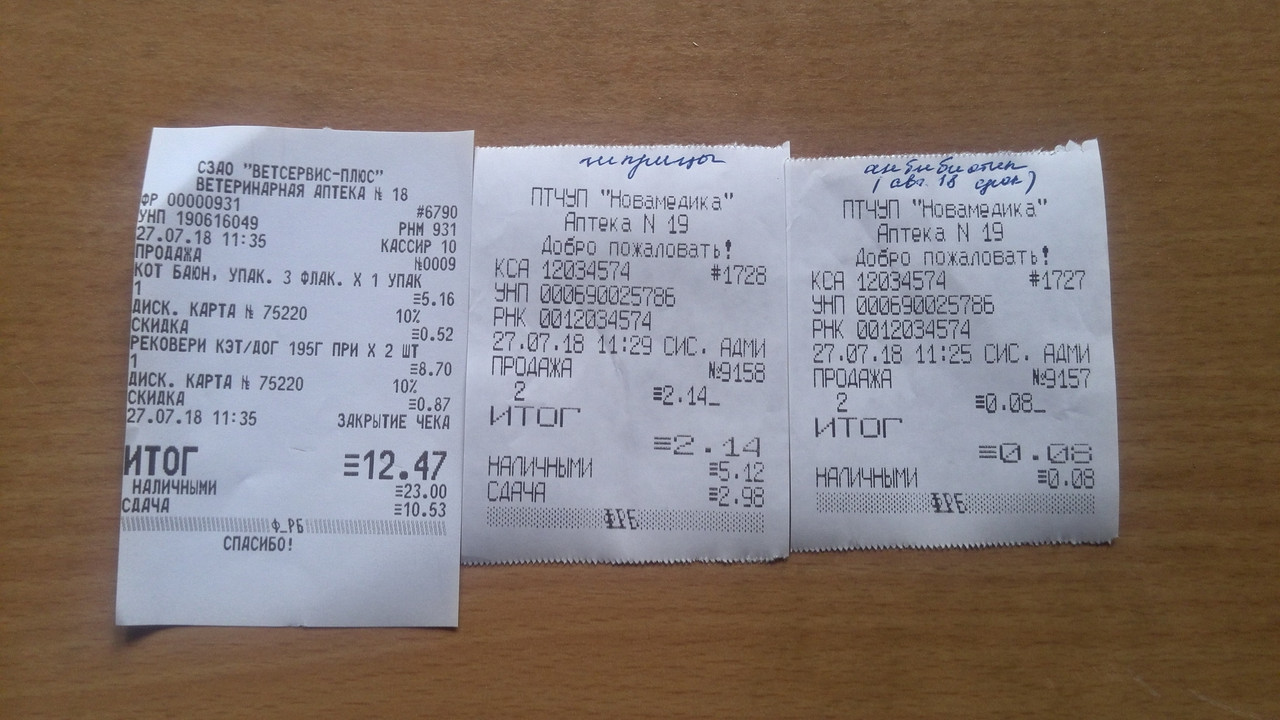 СЗАО "ВЕТСЕРВИС-ПЛЮС"
ВЕТЕРИНАРНАЯ АПТЕКА № 18
ФР 00000931 #6790
УНП 190616049 РНМ 931
27.07.18 11:35 КАССИР 10
ПРОДАЖА №0009
КОТ БАЮН, УПАК. 3 ФЛАК. X 1 УПАК
1 ≡5.16
ДИСК. КАРТА № 75220 10%
СКИДКА ≡0.52
РЕКОВЕРИ КЭТ/ДОГ 195Г ПРИ X 2 ШТ
1 ≡8.70
ДИСК. КАРТА № 75220 10%
СКИДКА ≡0.87
27.07.18 11:35 ЗАКРЫТИЕ ЧЕКА
ИТОГ ≡12.47
НАЛИЧНЫМИ ≡23.00
СДАЧА ≡10.53
Ф_РБ
СПАСИБО!
шприцы
ПТЧУП "Новамедика"
Аптека N 19
Добро пожаловать!
КСА 12034574 #1728
УНП 000690025786
РНК 0012034574
27.07.18 11:29 СИС. АДМИ
ПРОДАЖА №9158
2 ≡2.14_
ИТОГ
≡2.14
НАЛИЧНЫМИ ≡5.12
СДАЧА ≡2.98
ФРБ
антибиотик
(авг. 18 срок)
ПТЧУП "Новамедика"
Аптека N 19
Добро пожаловать!
КСА 12034574 #1727
УНП 000690025786
РНК 0012034574
27.07.18 11:25 СИС. АДМИ
ПРОДАЖА №9157
2 ≡0.08_
ИТОГ
≡0.08
НАЛИЧНЫМИ ≡0.08
ФРБ